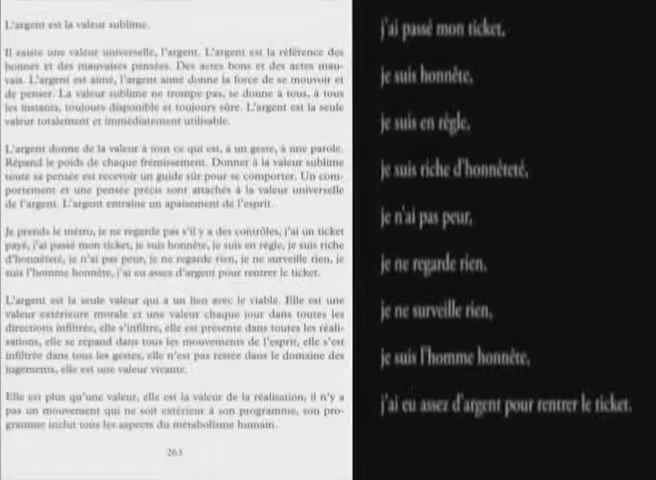 L'argent est la valeur sublime.
Il existe une valeur universelle, l'argent. L'argent est la référence des
bonnes et des mauvaises pensées. Des actes bons et des actes mau-
vais. L'argent est aimé, l'argent aimé donne la force de se mouvoir et
de penser. La valeur sublime ne trompe pas, se donne à tous, à tous
les instants, toujours disponible et toujours sûre. L'argent est la seule
valeur totalement et immédiatement utilisable.
L'argent donne de la valeur à tout ce qui est, à un geste, à une parole.
Répand le poids de chaque frémissement. Donner à la valeur sublime
toute sa pensée est recevoir un guide sûr pour se comporter. Un com-
portement et une pensée précis sont attachés à la valeur universelle
de l'argent. L'argent entraîne un apaisement de l'esprit.
Je prends le métro, je ne regarde pas s'il y a des contrôles, j'ai un ticket
payé, j'ai passé mon ticket, je suis honnête, je suis en règle, je suis riche
d'honnêteté, je n'ai pas peur, je ne regarde rien, je ne surveille rien, je
suis l'homme honnête, j'ai eu assez d'argent pour rentrer le ticket.
L'argent est la seule valeur qui a un lien avec le viable. Elle est une
valeur extérieure morale et une valeur chaque jour dans toutes les
directions infiltrée, elle s'infiltre, elle est présente dans toutes les réali-
sations, elle se répand dans tous les mouvements de l'esprit, elle s'est
infiltrée dans tous les gestes, elle n'est pas restée dans le domaine des
jugements, elle est une valeur vivante.
Elle est plus qu'une valeur, elle est la valeur de la réalisation, il n'y a
pas un mouvement qui ne soit extérieur à son programme, son pro-
gramme inclut tous les aspects du métabolisme humain.
263
j'ai passé mon ticket,
je suis honnête,
je suis en règle,
je suis riche d'honnêteté,
je n'ai pas peur,
je ne regarde rien,
je ne surveille rien,
je suis l'homme honnête,
j'ai eu assez d'argent pour rentrer le ticket.